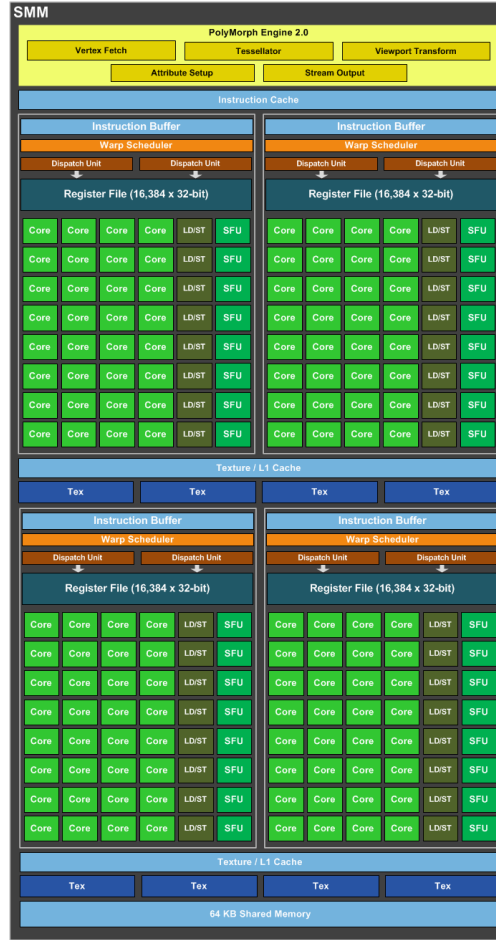 SMM
PolyMorph Engine 2.0
Vertex Fetch Tessellator Viewport Transform
Attribute Setup Stream Output
Instruction Cache
Instruction Buffer Instruction Buffer
Warp Scheduler Warp Scheduler
Dispatch Unit Dispatch Unit Dispatch Unit Dispatch Unit
Register File (16,384 x 32-bit) Register File (16,384 x 32-bit)
Core Core Core Core LD/ST SFU Core Core Core Core LD/ST SFU
Core Core Core Core LD/ST SFU Core Core Core Core LD/ST SFU
Core Core Core Core LD/ST SFU Core Core Core Core LD/ST SFU
Core Core Core Core LD/ST SFU Core Core Core Core LD/ST SFU
Core Core Core Core LD/ST SFU Core Core Core Core LD/ST SFU
Core Core Core Core LD/ST SFU Core Core Core Core LD/ST SFU
Core Core Core Core LD/ST SFU Core Core Core Core LD/ST SFU
Core Core Core Core LD/ST SFU Core Core Core Core LD/ST SFU
Texture / L1 Cache
Tex Tex Tex Tex
Instruction Buffer Instruction Buffer
Warp Scheduler Warp Scheduler
Dispatch Unit Dispatch Unit Dispatch Unit Dispatch Unit
Register File (16,384 x 32-bit) Register File (16,384 x 32-bit)
Core Core Core Core LD/ST SFU Core Core Core Core LD/ST SFU
Core Core Core Core LD/ST SFU Core Core Core Core LD/ST SFU
Core Core Core Core LD/ST SFU Core Core Core Core LD/ST SFU
Core Core Core Core LD/ST SFU Core Core Core Core LD/ST SFU
Core Core Core Core LD/ST SFU Core Core Core Core LD/ST SFU
Core Core Core Core LD/ST SFU Core Core Core Core LD/ST SFU
Core Core Core Core LD/ST SFU Core Core Core Core LD/ST SFU
Core Core Core Core LD/ST SFU Core Core Core Core LD/ST SFU
Texture / L1 Cache
Tex Tex Tex Tex
64 KB Shared Memory